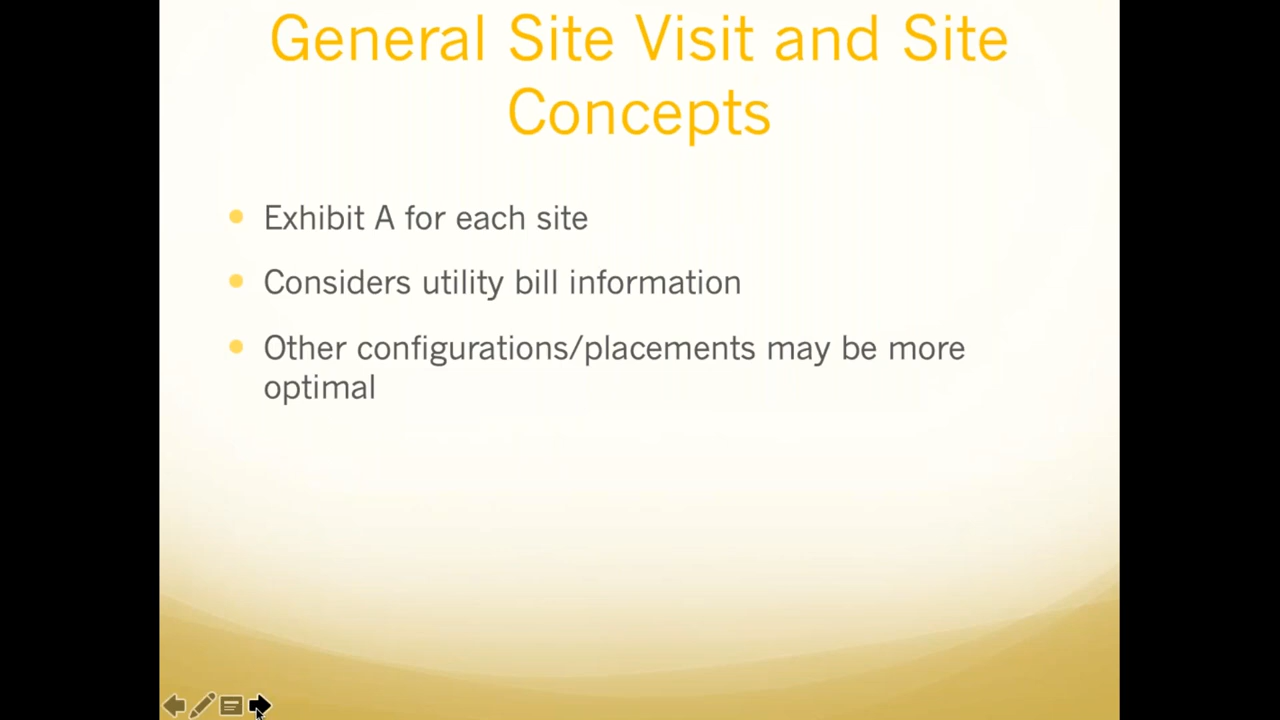 General Site Visit and Site
Concepts
Exhibit A for each site
Considers utility bill information
Other configurations/placements may be more
optimal